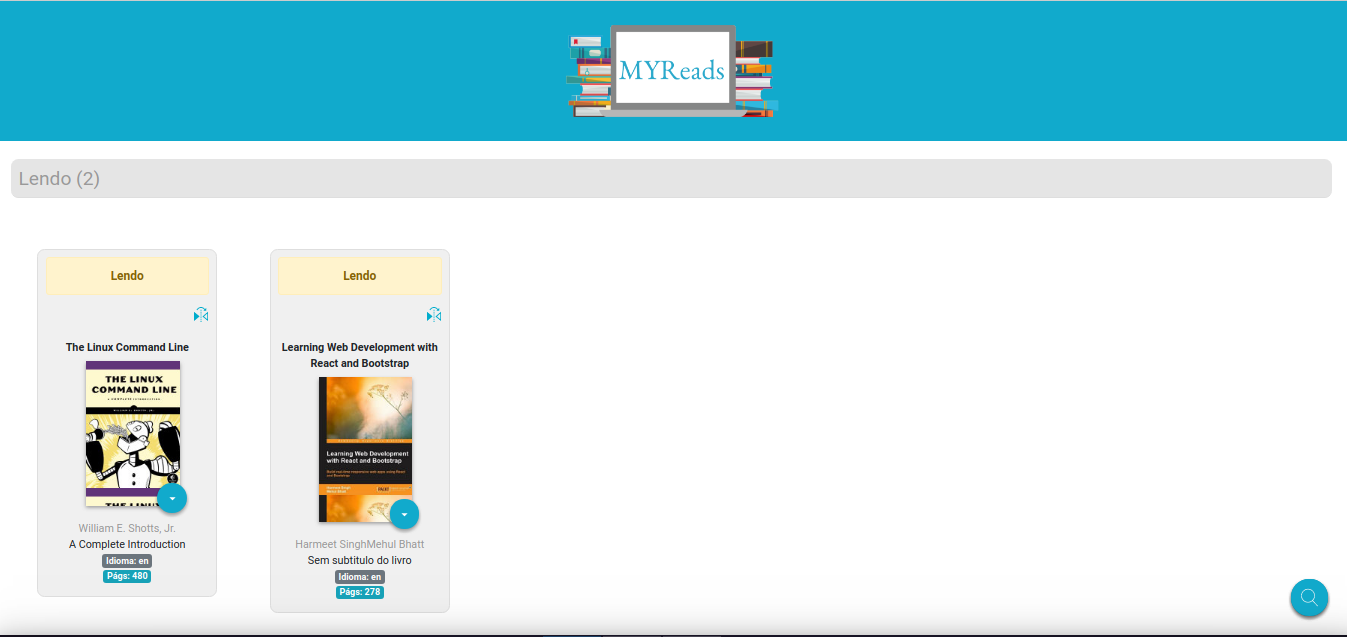 MYReads
Lendo (2)
Lendo
The Linux Command Line
THE LINUX
COMMAND LINE
William E. Shotts, Jr.
A Complete Introduction
Idioma: en
Págs: 480
Lendo
Learning Web Development with
React and Bootstrap
Learning Web Development
with React and Bootstrap
Harmeet SinghMehul Bhatt
Sem subtitulo do livro
Idioma: en
Págs: 278